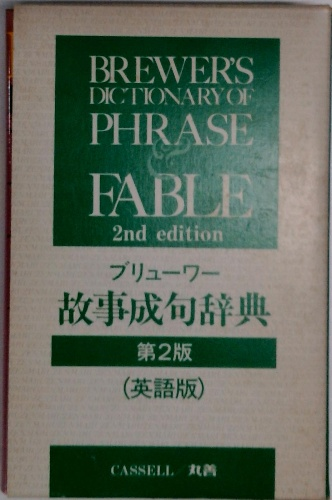 BREWER'S
DICTIONARY OF
PHRASE
&
FABLE
2nd edition
ブリューワー
故事成句辞典
第2版
(英語版)
CASSELL / 丸善